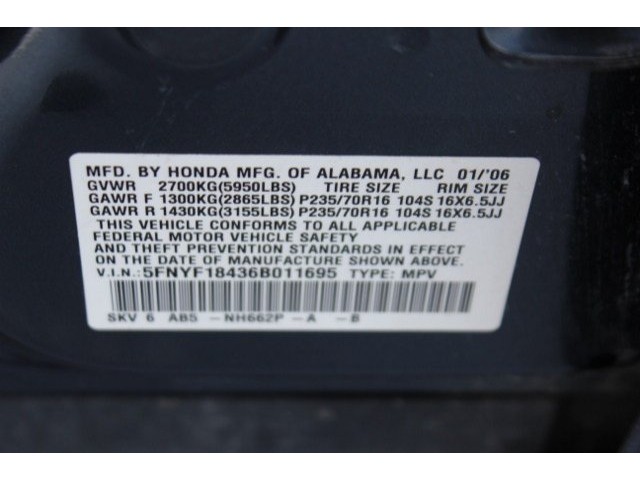 MFD. BY HONDA MFG. OF ALABAMA, LLC 01/'06
GVWR 2700KG(5950LBS) TIRE SIZE RIM SIZE
GAWR F 1300KG(2865LBS) P235/70R16 104S 16X6.5JJ
GAWR R 1430KG(3155LBS) P235/70R16 104S 16X6.5JJ
THIS VEHICLE CONFORMS TO ALL APPLICABLE
FEDERAL MOTOR VEHICLE SAFETY
AND THEFT PREVENTION STANDARDS IN EFFECT
ON THE DATE OF MANUFACTURE SHOWN ABOVE.
V.I.N.: 5FNYF18436B011695 TYPE: MPV
SKV 6 AB5 -NH662P-A -B